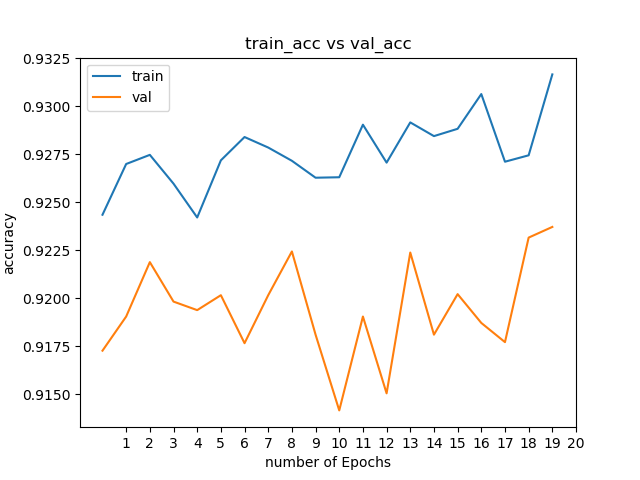 train_acc vs val_acc
train
val
0.9325
0.9300
0.9275
0.9250
0.9225
0.9200
0.9175
0.9150
accuracy
1 2 3 4 5 6 7 8 9 10 11 12 13 14 15 16 17 18 19 20
number of Epochs